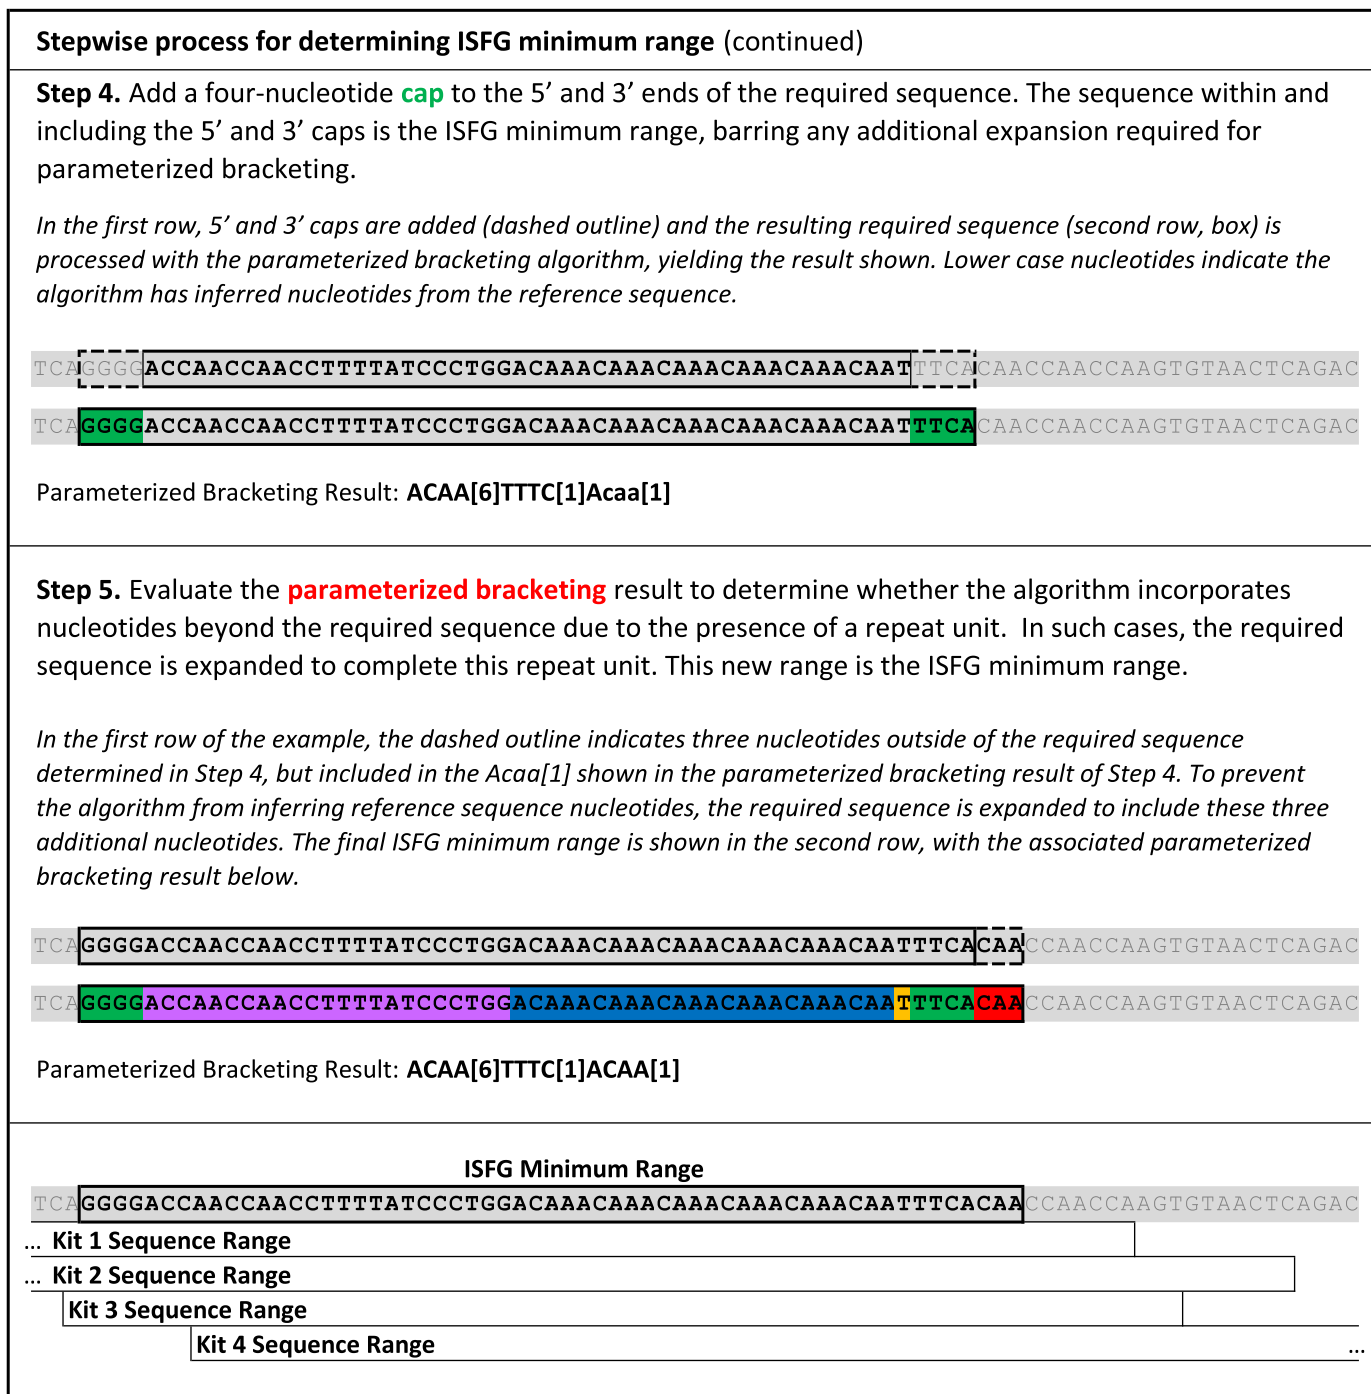 Stepwise process for determining ISFG minimum range (continued)
Step 4. Add a four-nucleotide cap to the 5’ and 3’ ends of the required sequence. The sequence within and
including the 5’ and 3’ caps is the ISFG minimum range, barring any additional expansion required for
parameterized bracketing.
In the first row, 5’ and 3’ caps are added (dashed outline) and the resulting required sequence (second row, box) is
processed with the parameterized bracketing algorithm, yielding the result shown. Lower case nucleotides indicate the
algorithm has inferred nucleotides from the reference sequence.
TCAGGGGACCAACCAACCTTTTATCCCTGGACAAACAAACAAACAAACAAACAATTTCACAACCAACCAAGTGTAACTCAGAC
TCAGGGGACCAACCAACCTTTTATCCCTGGACAAACAAACAAACAAACAAACAATTTCACAACCAACCAAGTGTAACTCAGAC
Parameterized Bracketing Result: ACAA[6]TTTC[1]Acaa[1]
Step 5. Evaluate the parameterized bracketing result to determine whether the algorithm incorporates
nucleotides beyond the required sequence due to the presence of a repeat unit. In such cases, the required
sequence is expanded to complete this repeat unit. This new range is the ISFG minimum range.
In the first row of the example, the dashed outline indicates three nucleotides outside of the required sequence
determined in Step 4, but included in the Acaa[1] shown in the parameterized bracketing result of Step 4. To prevent
the algorithm from inferring reference sequence nucleotides, the required sequence is expanded to include these three
additional nucleotides. The final ISFG minimum range is shown in the second row, with the associated parameterized
bracketing result below.
TCAGGGGACCAACCAACCTTTTATCCCTGGACAAACAAACAAACAAACAAACAATTTCACAACCAACCAAGTGTAACTCAGAC
TCAGGGGACCAACCAACCTTTTATCCCTGGACAAACAAACAAACAAACAAACAATTTCACAACCAACCAAGTGTAACTCAGAC
Parameterized Bracketing Result: ACAA[6]TTTC[1]ACAA[1]
ISFG Minimum Range
TCAGGGGACCAACCAACCTTTTATCCCTGGACAAACAAACAAACAAACAAACAATTTCACAACCAACCAAGTGTAACTCAGAC
... Kit 1 Sequence Range
... Kit 2 Sequence Range
Kit 3 Sequence Range
Kit 4 Sequence Range ...